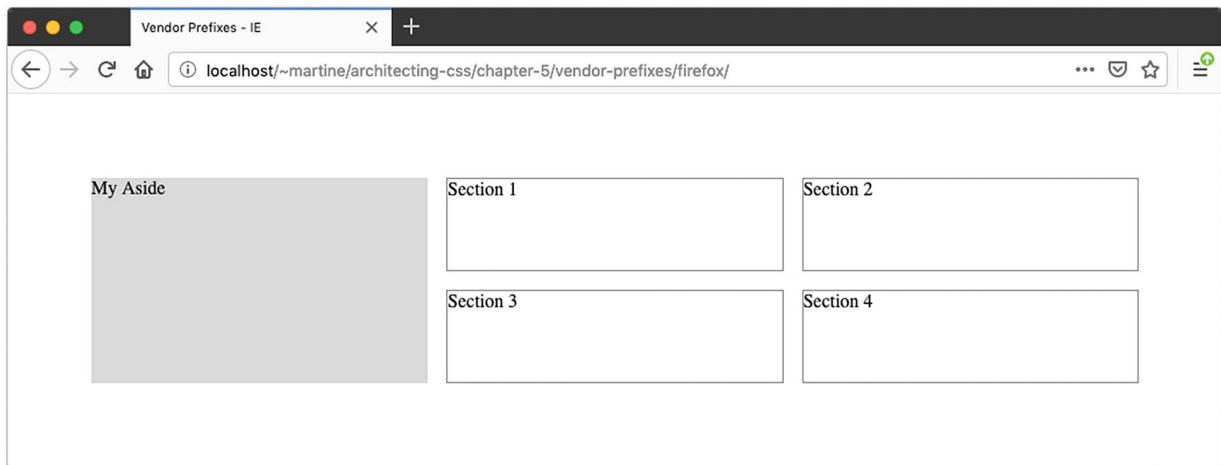 Vendor Prefixes - IE
localhost/~martine/architecting-css/chapter-5/vendor-prefixes/firefox/
My Aside
Section 1
Section 2
Section 3
Section 4